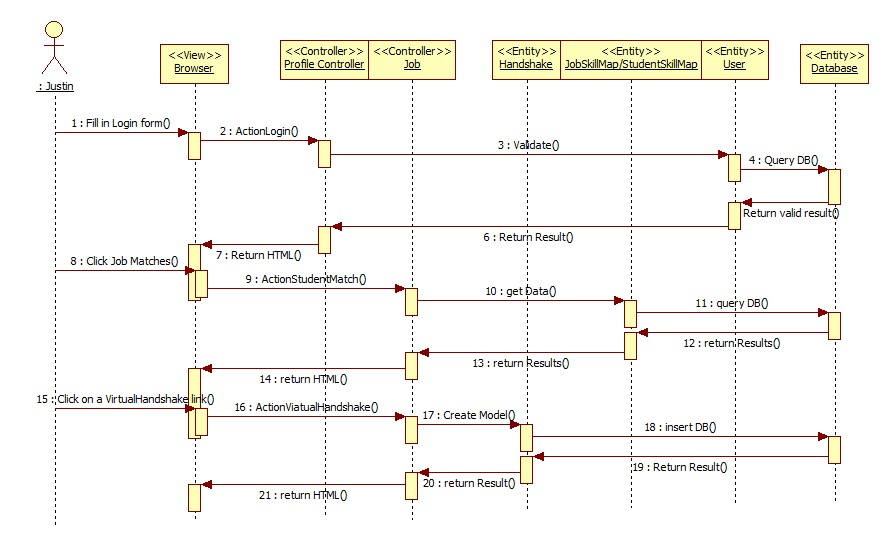 <<View>>
Browser
<<Controller>>
Profile Controller
<<Controller>>
Job
<<Entity>>
Handshake
<<Entity>>
JobSkillMap/StudentSkillMap
<<Entity>>
User
<<Entity>>
Database
: Justin
1 : Fill in Login form()
2 : ActionLogin()
3 : Validate()
4 : Query DB()
Return valid result()
6 : Return Result()
7 : Return HTML()
8 : Click Job Matches()
9 : ActionStudentMatch()
10 : get Data()
11 : query DB()
12 : return Results()
13 : return Results()
14 : return HTML()
15 : Click on a VirtualHandshake link()
16 : ActionViatualHandshake()
17 : Create Model()
18 : insert DB()
19 : Return Result()
20 : return Result()
21 : return HTML()